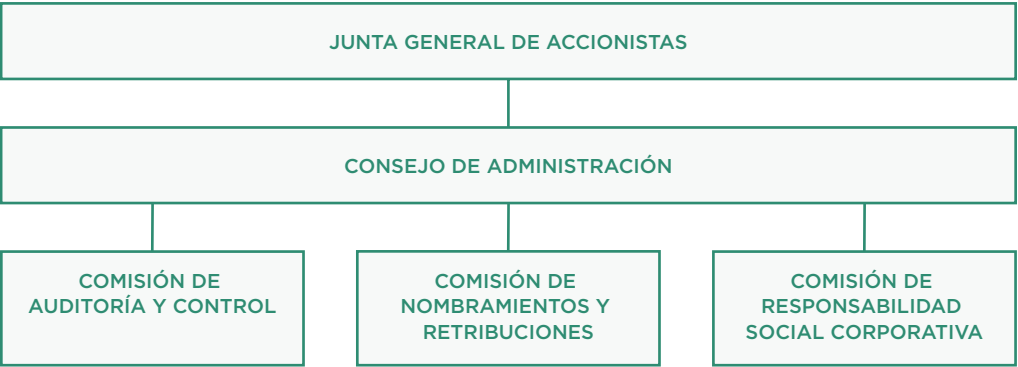 JUNTA GENERAL DE ACCIONISTAS
CONSEJO DE ADMINISTRACIÓN
COMISIÓN DE
AUDITORÍA Y CONTROL
COMISIÓN DE
NOMBRAMIENTOS Y
RETRIBUCIONES
COMISIÓN DE
RESPONSABILIDAD
SOCIAL CORPORATIVA